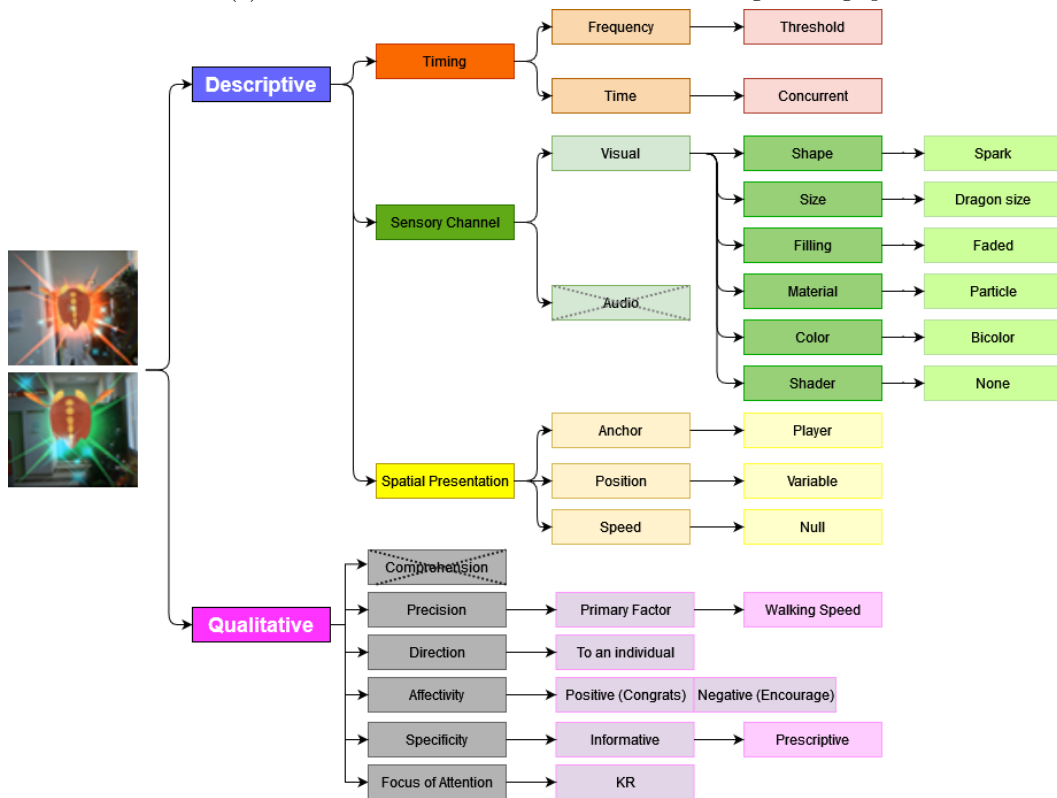 Frequency
Threshold
Timing
Descriptive
Time
Concurrent
Visual
Shape
Spark
Size
Dragon size
Sensory Channel
Filling
Faded
Material
Particle
Audio
Color
Bicolor
Shader
None
Anchor
Player
Spatial Presentation
Position
Variable
Speed
Null
Comprehension
Precision
Primary Factor
Walking Speed
Qualitative
Direction
To an individual
Affectivity
Positive (Congrats)
Negative (Encourage)
Specificity
Informative
Prescriptive
Focus of Attention
KR